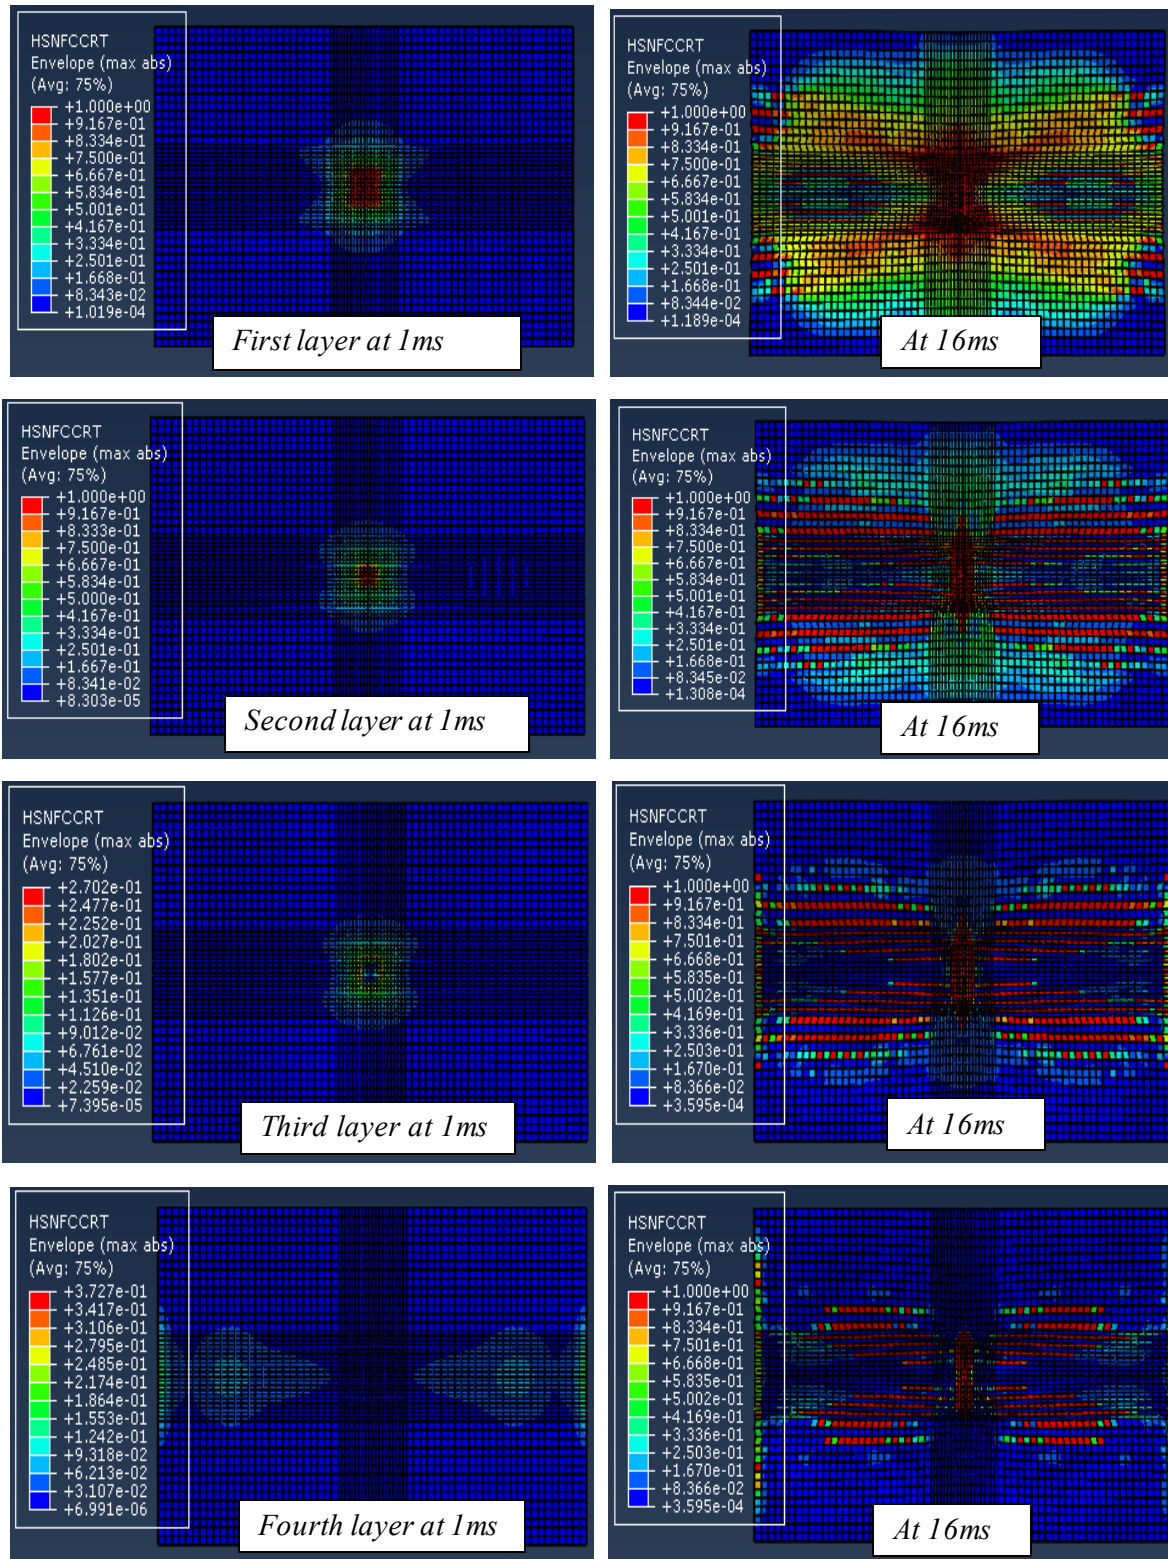 HSNFCCRT
Envelope (max abs)
(Avg: 75%)
+1.000e+00
+9.167e-01
+8.334e-01
+7.500e-01
+6.667e-01
+5.834e-01
+5.001e-01
+4.167e-01
+3.334e-01
+2.501e-01
+1.668e-01
+8.343e-02
+1.019e-04
First layer at 1ms
HSNFCCRT
Envelope (max abs)
(Avg: 75%)
+1.000e+00
+9.167e-01
+8.334e-01
+7.500e-01
+6.667e-01
+5.834e-01
+5.001e-01
+4.167e-01
+3.334e-01
+2.501e-01
+1.668e-01
+8.344e-02
+1.189e-04
At 16ms
HSNFCCRT
Envelope (max abs)
(Avg: 75%)
+1.000e+00
+9.167e-01
+8.333e-01
+7.500e-01
+6.667e-01
+5.834e-01
+5.000e-01
+4.167e-01
+3.334e-01
+2.501e-01
+1.667e-01
+8.341e-02
+8.303e-05
Second layer at 1ms
HSNFCCRT
Envelope (max abs)
(Avg: 75%)
+1.000e+00
+9.167e-01
+8.334e-01
+7.500e-01
+6.667e-01
+5.834e-01
+5.001e-01
+4.167e-01
+3.334e-01
+2.501e-01
+1.668e-01
+8.345e-02
+1.308e-04
At 16ms
HSNFCCRT
Envelope (max abs)
(Avg: 75%)
+2.702e-01
+2.477e-01
+2.252e-01
+2.027e-01
+1.802e-01
+1.577e-01
+1.351e-01
+1.126e-01
+9.012e-02
+6.761e-02
+4.510e-02
+2.259e-02
+7.395e-05
Third layer at 1ms
HSNFCCRT
Envelope (max abs)
(Avg: 75%)
+1.000e+00
+9.167e-01
+8.334e-01
+7.501e-01
+6.668e-01
+5.835e-01
+5.002e-01
+4.169e-01
+3.336e-01
+2.503e-01
+1.670e-01
+8.366e-02
+3.595e-04
At 16ms
HSNFCCRT
Envelope (max abs)
(Avg: 75%)
+3.727e-01
+3.417e-01
+3.106e-01
+2.795e-01
+2.485e-01
+2.174e-01
+1.864e-01
+1.553e-01
+1.242e-01
+9.318e-02
+6.213e-02
+3.107e-02
+6.991e-06
Fourth layer at 1ms
HSNFCCRT
Envelope (max abs)
(Avg: 75%)
+1.000e+00
+9.167e-01
+8.334e-01
+7.501e-01
+6.668e-01
+5.835e-01
+5.002e-01
+4.169e-01
+3.336e-01
+2.503e-01
+1.670e-01
+8.366e-02
+3.595e-04
At 16ms